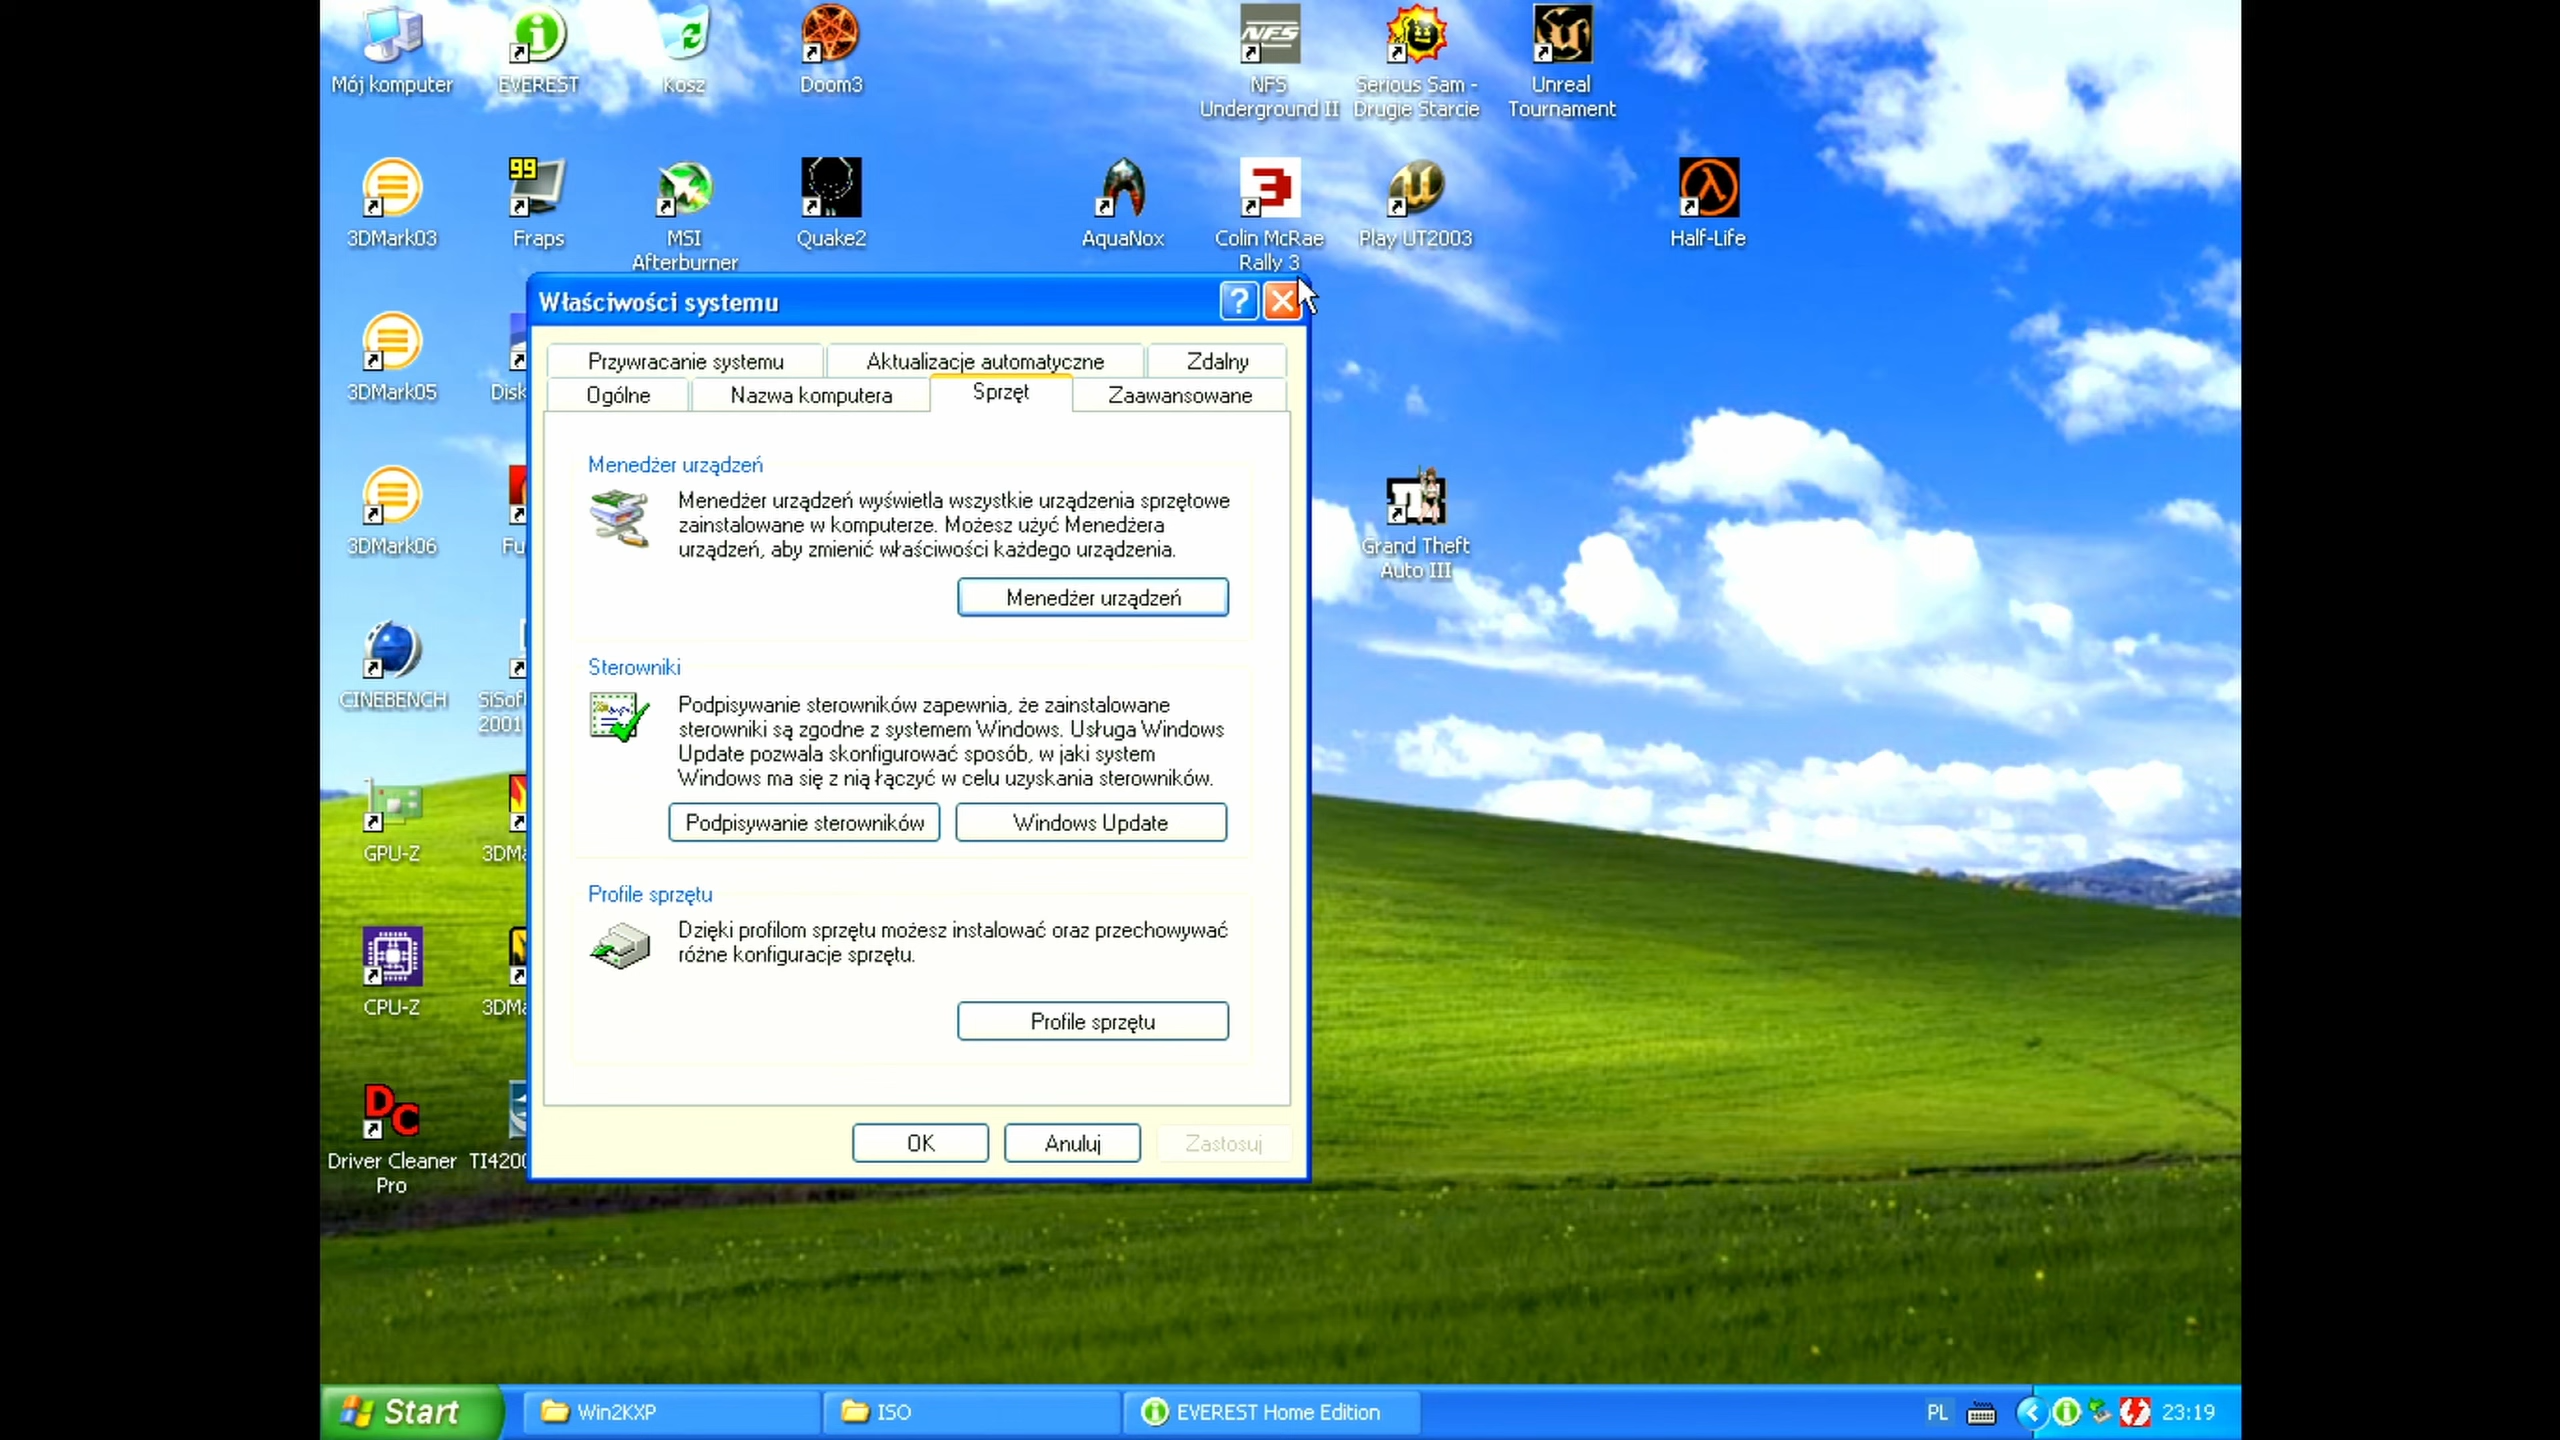 Mój komputer
EVEREST
Kosz
Doom3
NFS
Underground II
Serious Sam -
Drugie Starcie
Unreal
Tournament
99
3DMark03
Fraps
MSI
Afterburner
Quake2
AquaNox
3
Colin McRae
Rally 3
Play UT2003
Half-Life
Właściwości systemu
Przywracanie systemu
Aktualizacje automatyczne
Zdalny
Ogólne
Nazwa komputera
Sprzęt
Zaawansowane
Menedżer urządzeń
Menedżer urządzeń wyświetla wszystkie urządzenia sprzętowe
zainstalowane w komputerze. Możesz użyć Menedżera
urządzeń, aby zmienić właściwości każdego urządzenia.
Menedżer urządzeń
Sterowniki
Podpisywanie sterowników zapewnia, że zainstalowane
sterowniki są zgodne z systemem Windows. Usługa Windows
Update pozwala skonfigurować sposób, w jaki system
Windows ma się z nią łączyć w celu uzyskania sterowników.
Podpisywanie sterowników
Windows Update
Profile sprzętu
Dzięki profilom sprzętu możesz instalować oraz przechowywać
różne konfiguracje sprzętu.
Profile sprzętu
OK
Anuluj
Zastosuj
3DMark05
Disk
3DMark06
Fu
CINEBENCH
SiSof
2001
GPU-Z
3DMa
CPU-Z
3DMa
DC
Driver Cleaner
Pro
TI420
Grand Theft
Auto III
Start
Win2KXP
ISO
EVEREST Home Edition
PL
23:19